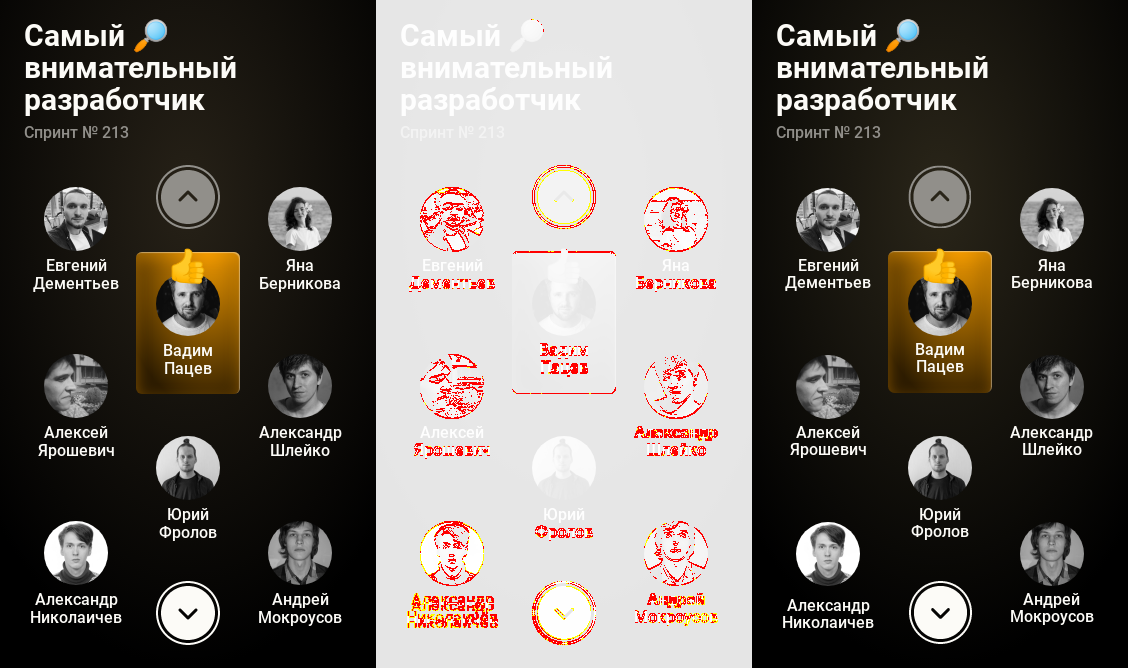 Самый 🔎
внимательный
разработчик
Спринт № 213
Евгений
Дементьев
Яна
Берникова
Вадим
Пацев
Алексей
Ярошевич
Александр
Шлейко
Юрий
Фролов
Александр
Николаичев
Андрей
Мокроусов
Самый
внимательный
разработчик
Спринт № 213
Евгений
Дементьев
Яна
Берникова
Вадим
Пацев
Алексей
Ярошевич
Александр
Шлейко
Юрий
Фролов
Александр
Николаичев
Андрей
Мокроусов
Самый 🔎
внимательный
разработчик
Спринт № 213
Евгений
Дементьев
Яна
Берникова
Вадим
Пацев
Алексей
Ярошевич
Александр
Шлейко
Юрий
Фролов
Александр
Николаичев
Андрей
Мокроусов